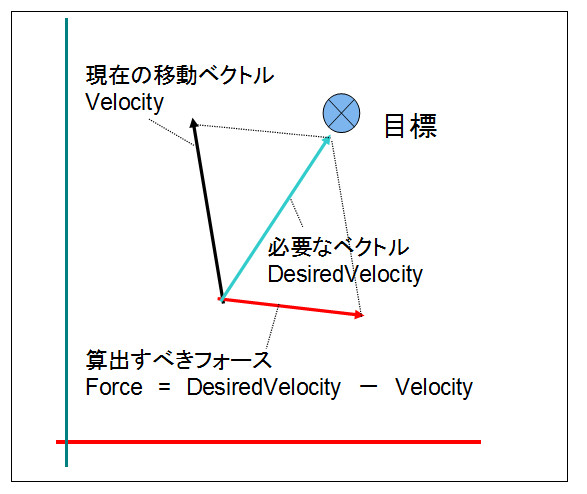 現在の移動ベクトル
Velocity
目標
必要なベクトル
DesiredVelocity
算出すべきフォース
Force = DesiredVelocity － Velocity